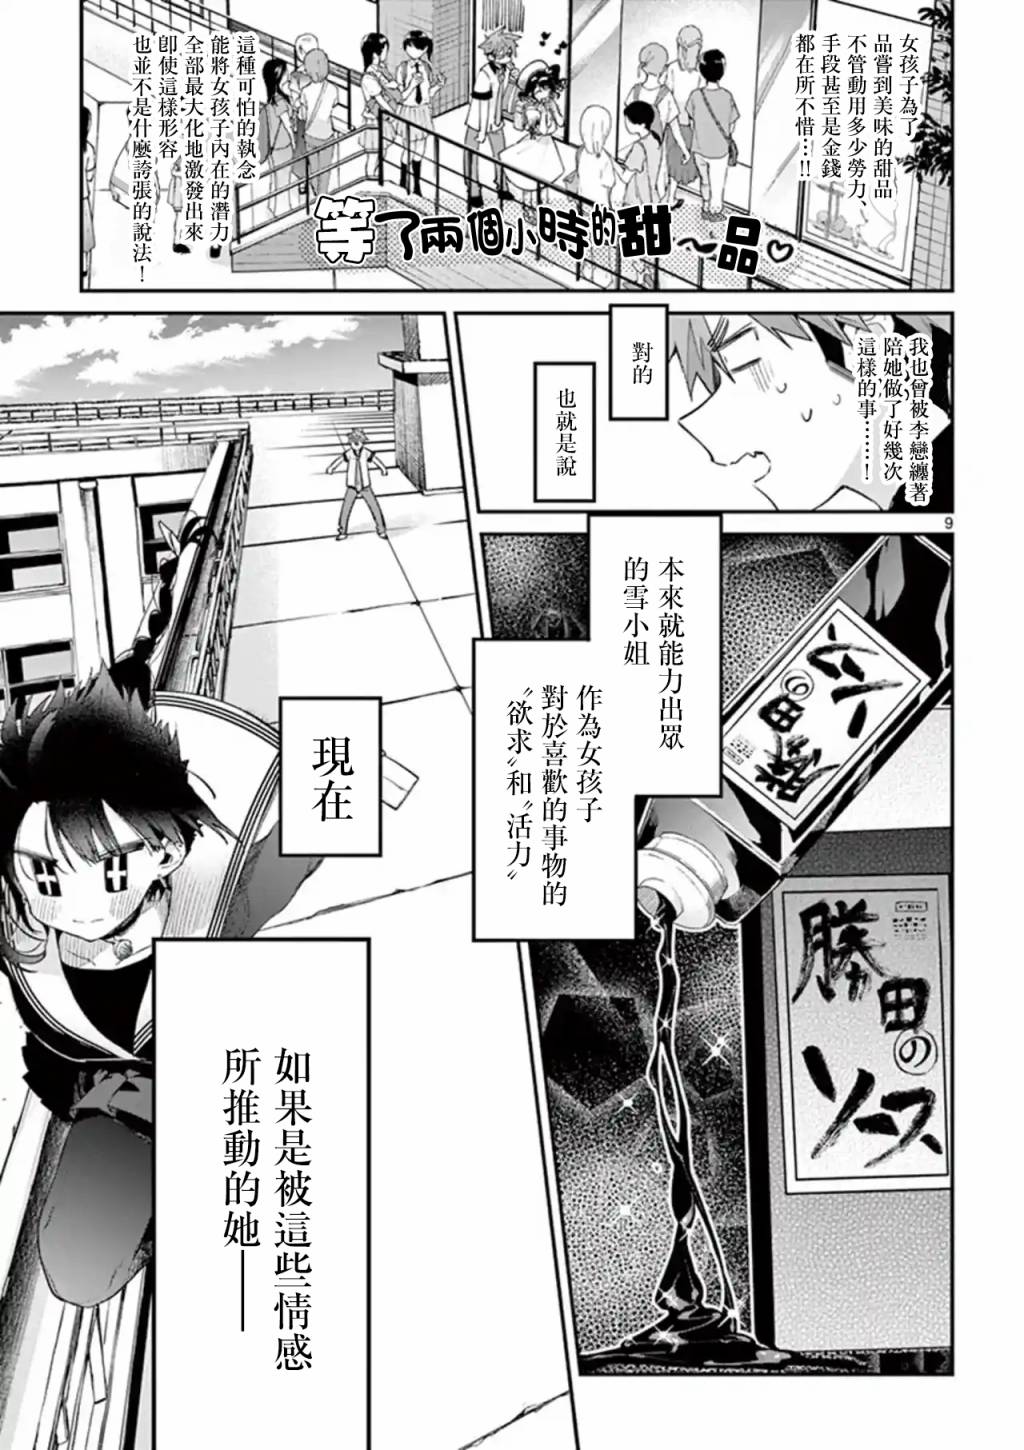 女孩子為了
品嘗到美味的甜品
不管動用多少勞力、
手段甚至是金錢
都在所不惜…!!
這種可怕的執念
能將女孩子內在的潛力
全部最大化地激發出來
即使這樣形容
也並不是什麼誇張的說法！
等了兩個小時的甜～品♡
我也曾被李戀纏著
陪她做了好幾次
這樣的事……！
對的
也就是說
9
本來就能力出眾
的雪小姐
作為女孩子
對於喜歡的事物的
〝欲求〞和〝活力〞
勝田の
ソース
勝田の
ソース
現在
如果是被這些情感
所推動的她——